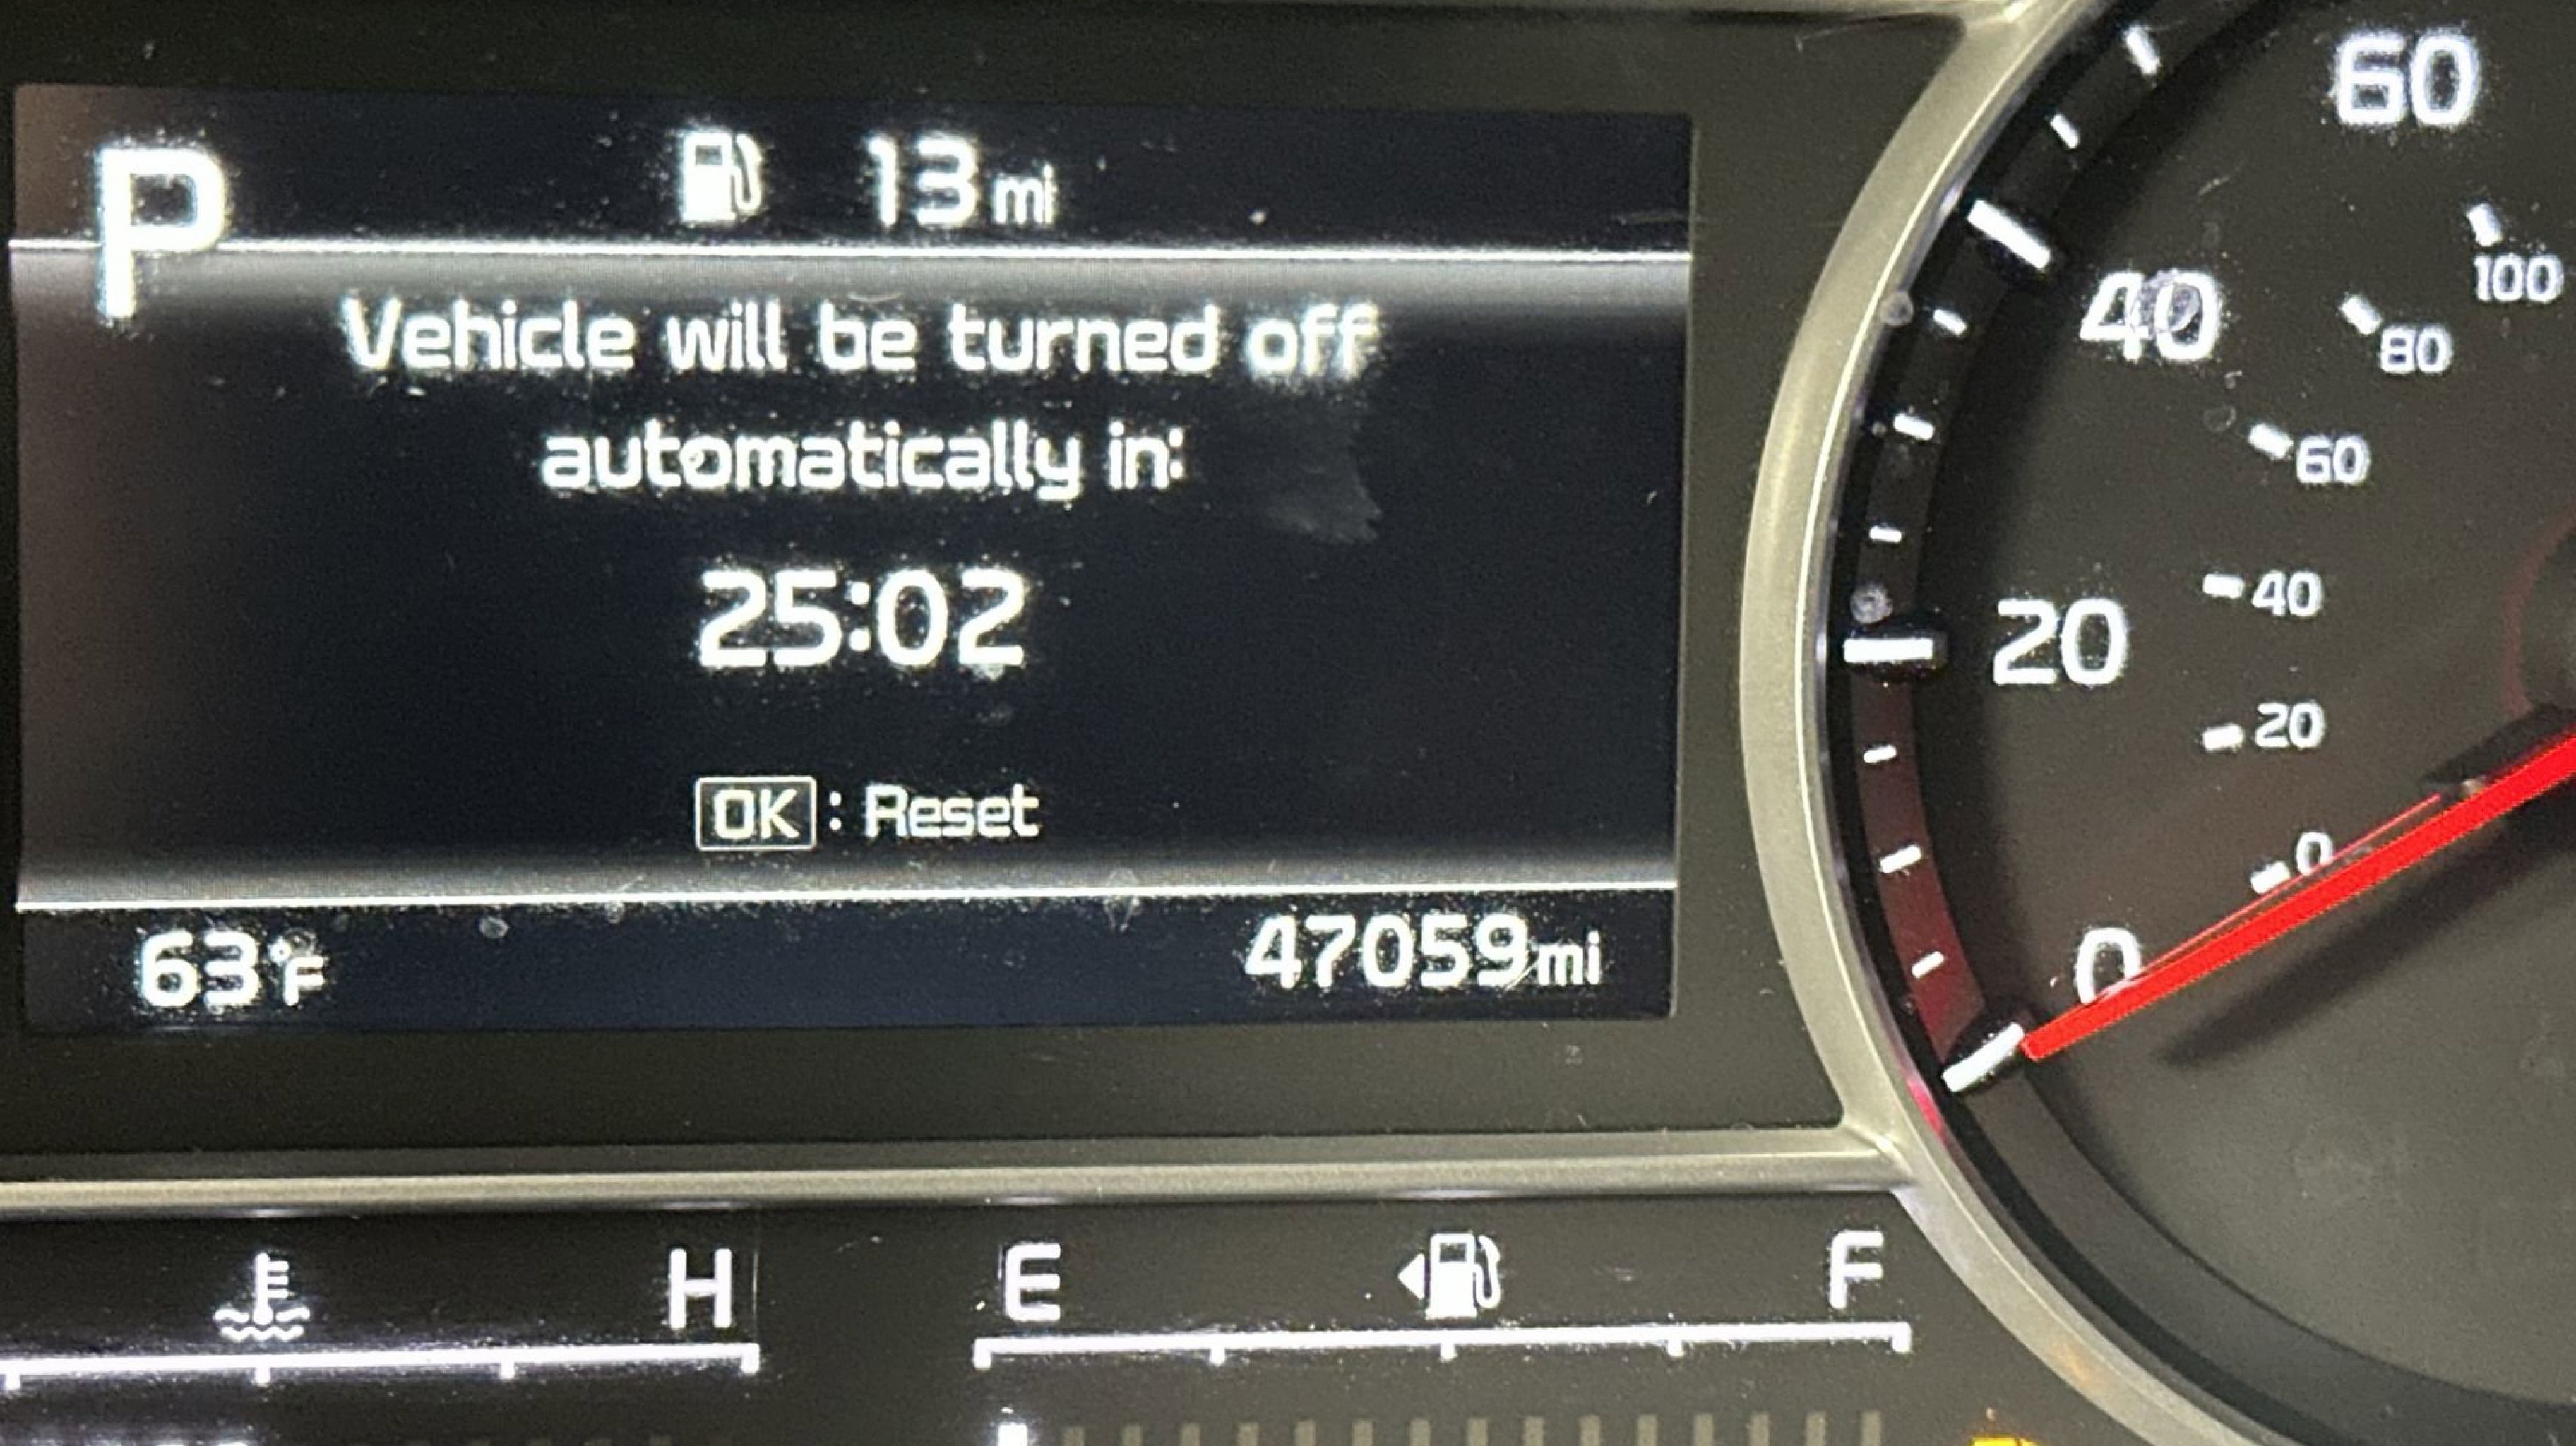 P
13 mi
Vehicle will be turned off
automatically in:
25:02
OK : Reset
63°F
47059 mi
60
40
20
0
100
80
60
40
20
0
H
E
F